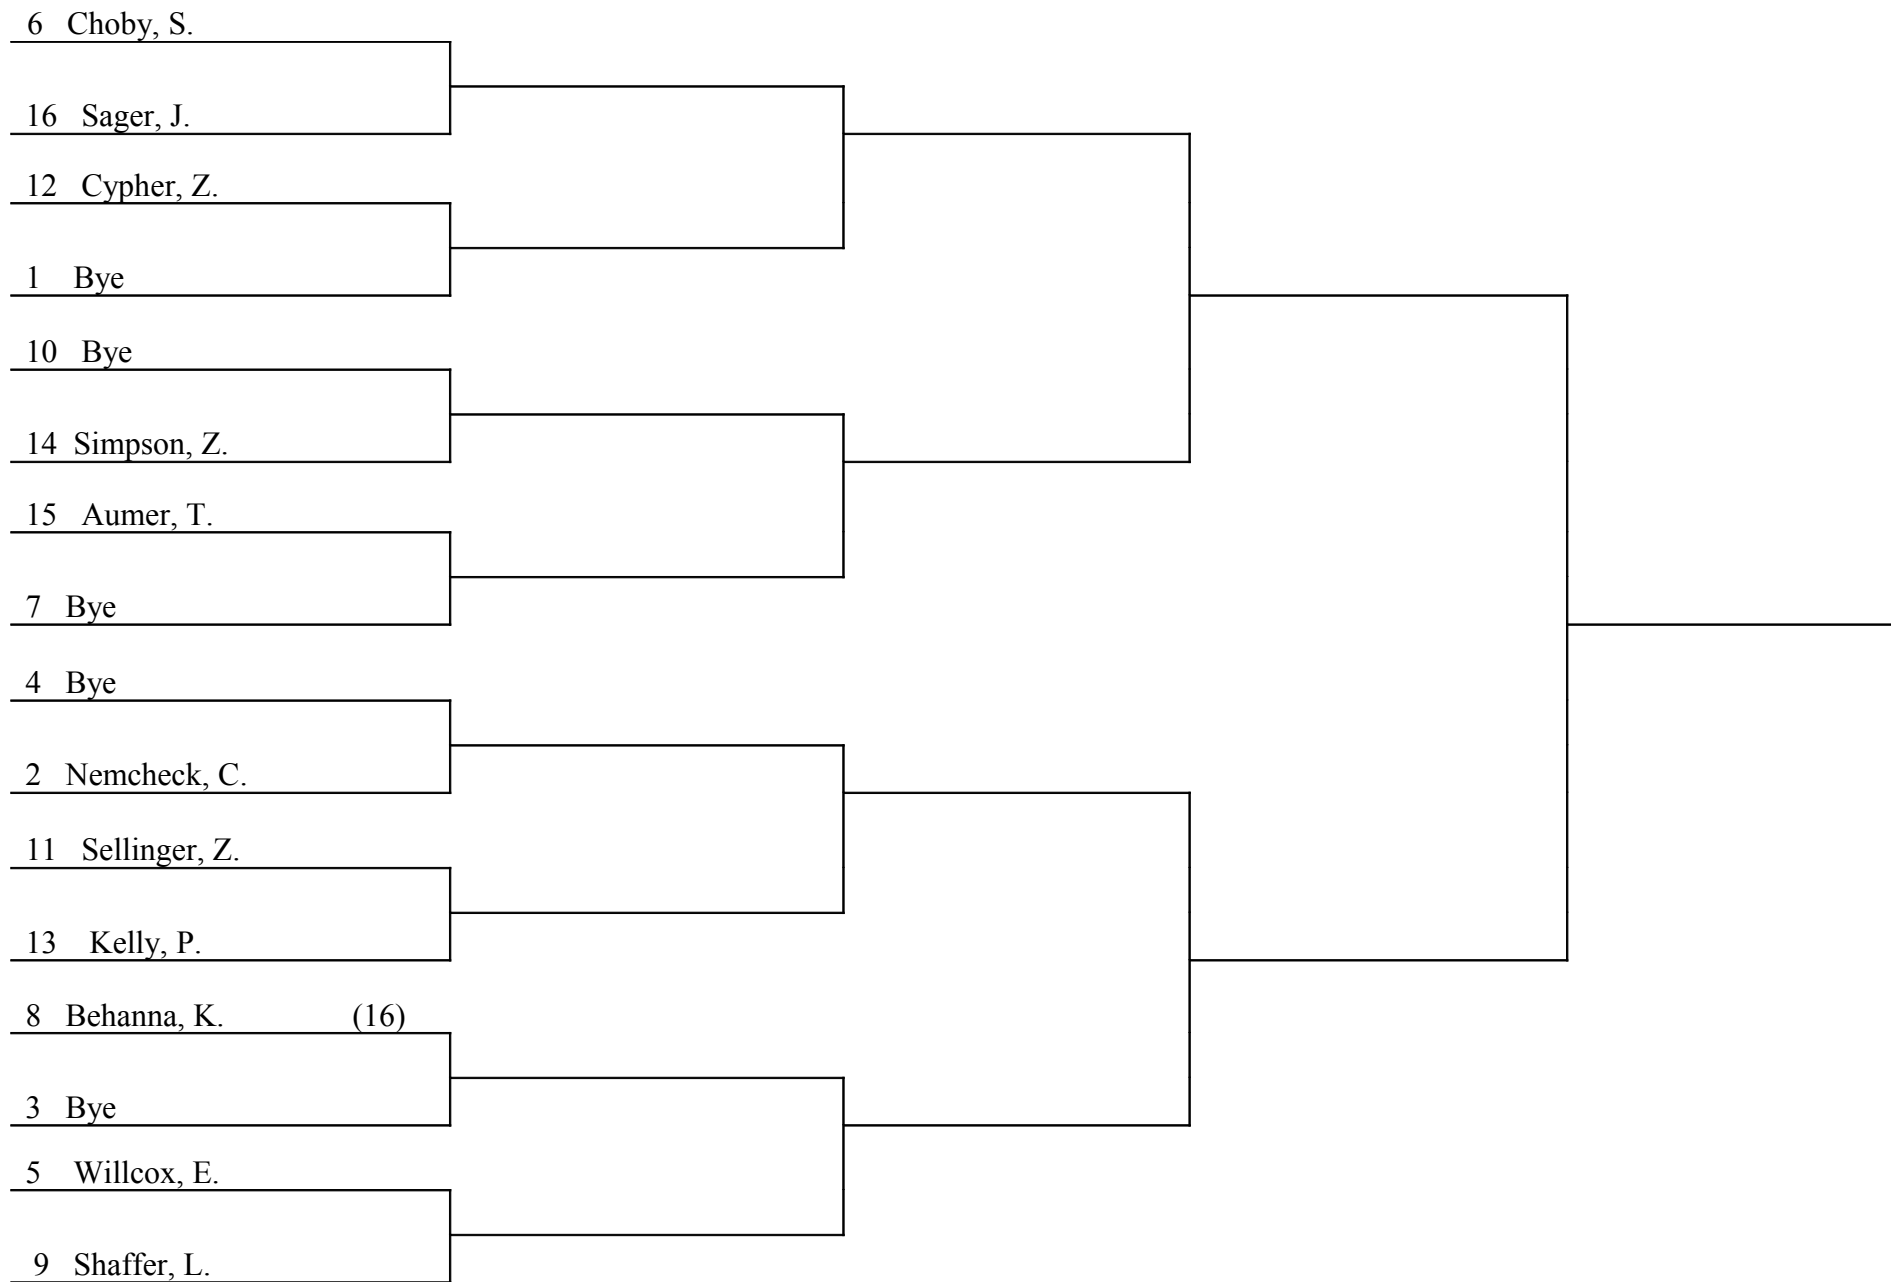 6 Choby, S.
16 Sager, J.
12 Cypher, Z.
1 Bye
10 Bye
14 Simpson, Z.
15 Aumer, T.
7 Bye
4 Bye
2 Nemcheck, C.
11 Sellinger, Z.
13 Kelly, P.
8 Behanna, K. (16)
3 Bye
5 Willcox, E.
9 Shaffer, L.